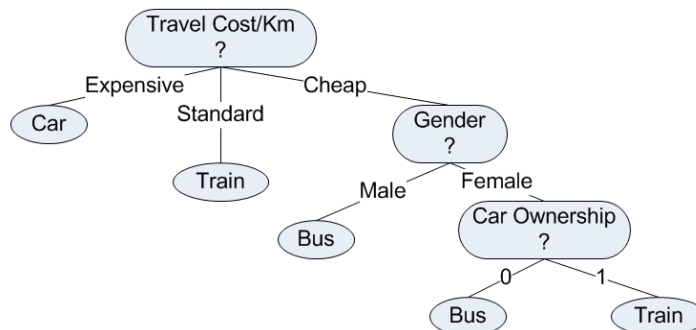 Travel Cost/Km
?
Expensive
Cheap
Standard
Car
Gender
?
Train
Male
Female
Bus
Car Ownership
?
0
1
Bus
Train